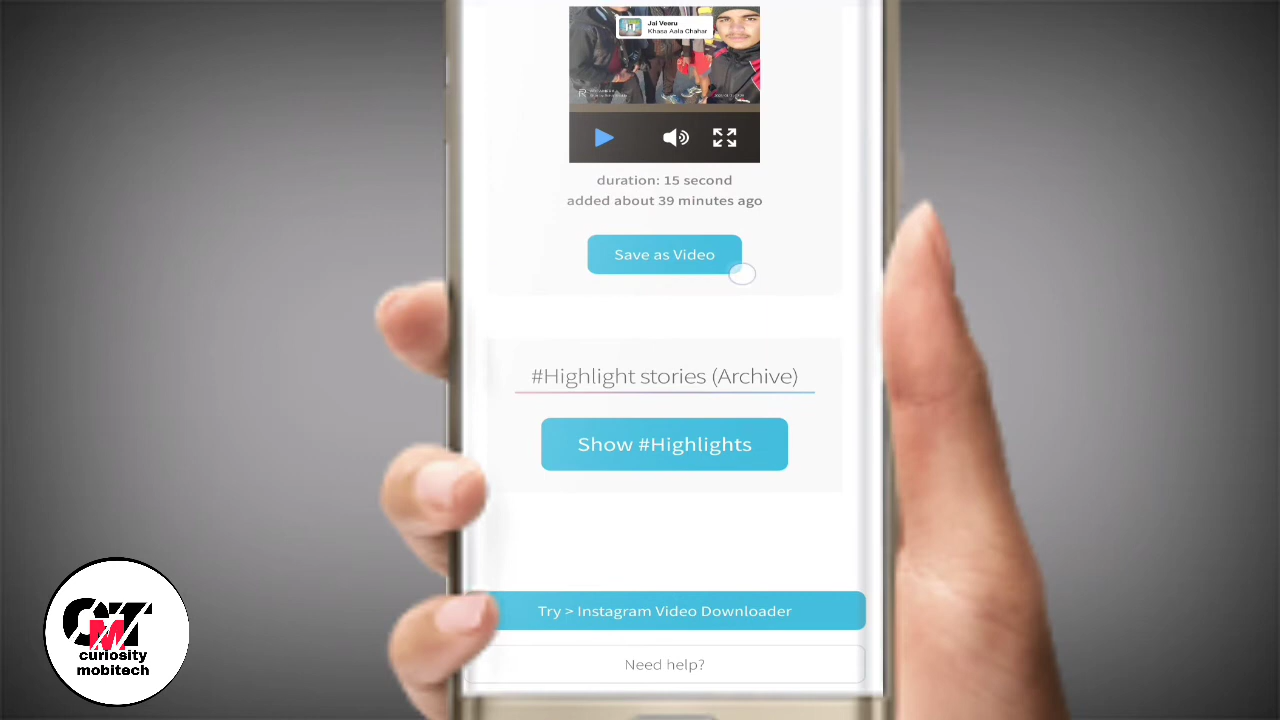 Jai Veeru
Khasa Aala Chahar
duration: 15 second
added about 39 minutes ago
Save as Video
#Highlight stories (Archive)
Show #Highlights
Try > Instagram Video Downloader
Need help?
CMT
curiosity
mobitech